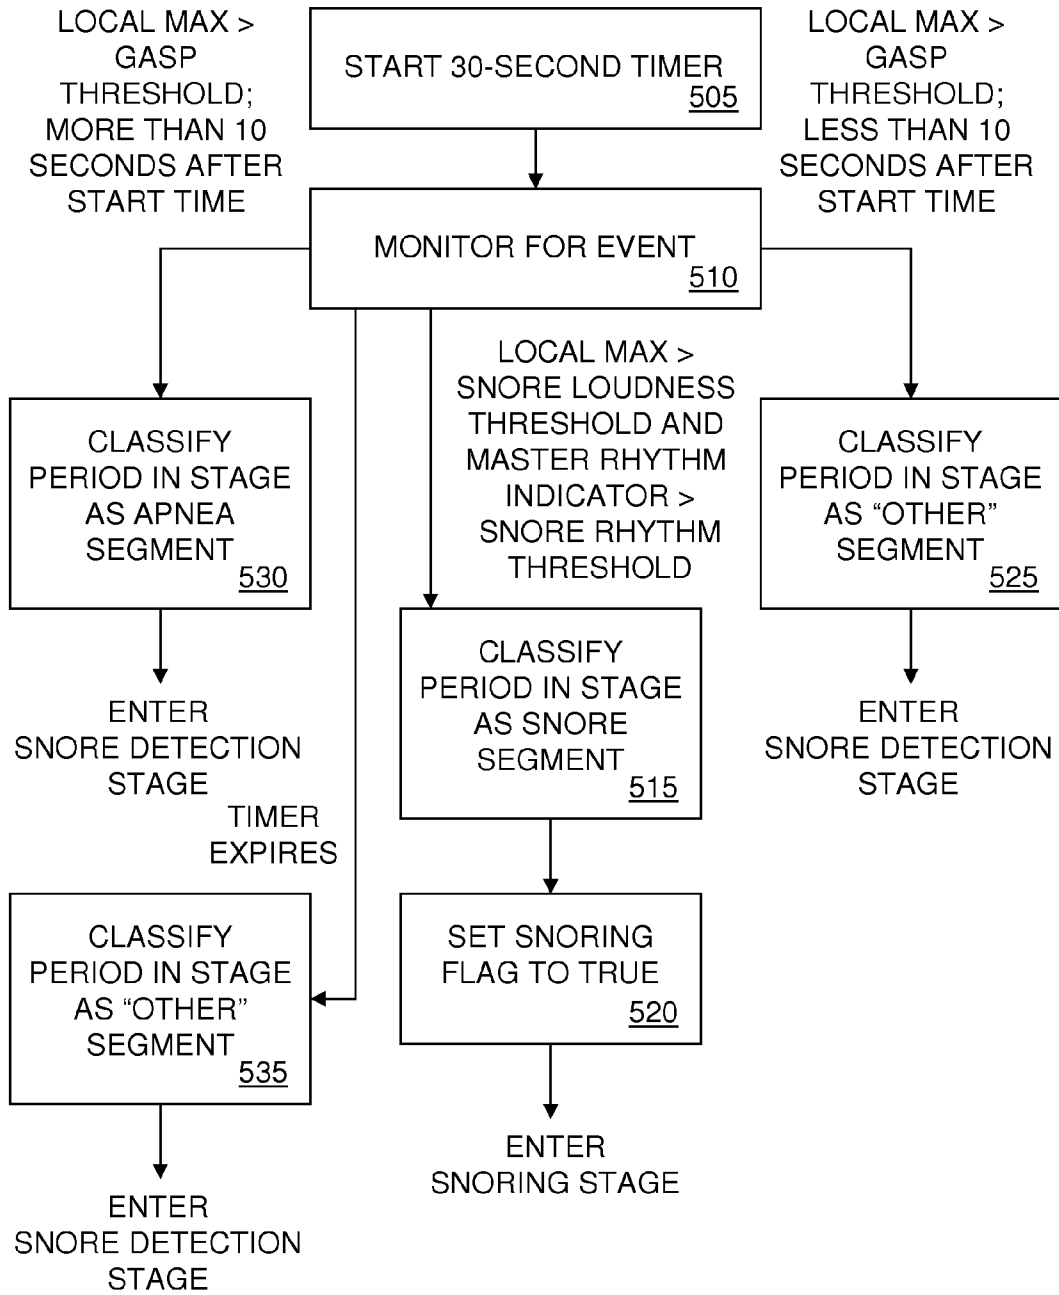 LOCAL MAX >
GASP
THRESHOLD;
MORE THAN 10
SECONDS AFTER
START TIME
START 30-SECOND TIMER
505
LOCAL MAX >
GASP
THRESHOLD;
LESS THAN 10
SECONDS AFTER
START TIME
MONITOR FOR EVENT
510
LOCAL MAX >
SNORE LOUDNESS
THRESHOLD AND
MASTER RHYTHM
INDICATOR >
SNORE RHYTHM
THRESHOLD
CLASSIFY
PERIOD IN STAGE
AS APNEA
SEGMENT
530
CLASSIFY
PERIOD IN STAGE
AS “OTHER”
SEGMENT
525
CLASSIFY
PERIOD IN STAGE
AS SNORE
SEGMENT
515
ENTER
SNORE DETECTION
STAGE
ENTER
SNORE DETECTION
STAGE
TIMER
EXPIRES
CLASSIFY
PERIOD IN STAGE
AS “OTHER”
SEGMENT
535
SET SNORING
FLAG TO TRUE
520
ENTER
SNORING STAGE
ENTER
SNORE DETECTION
STAGE